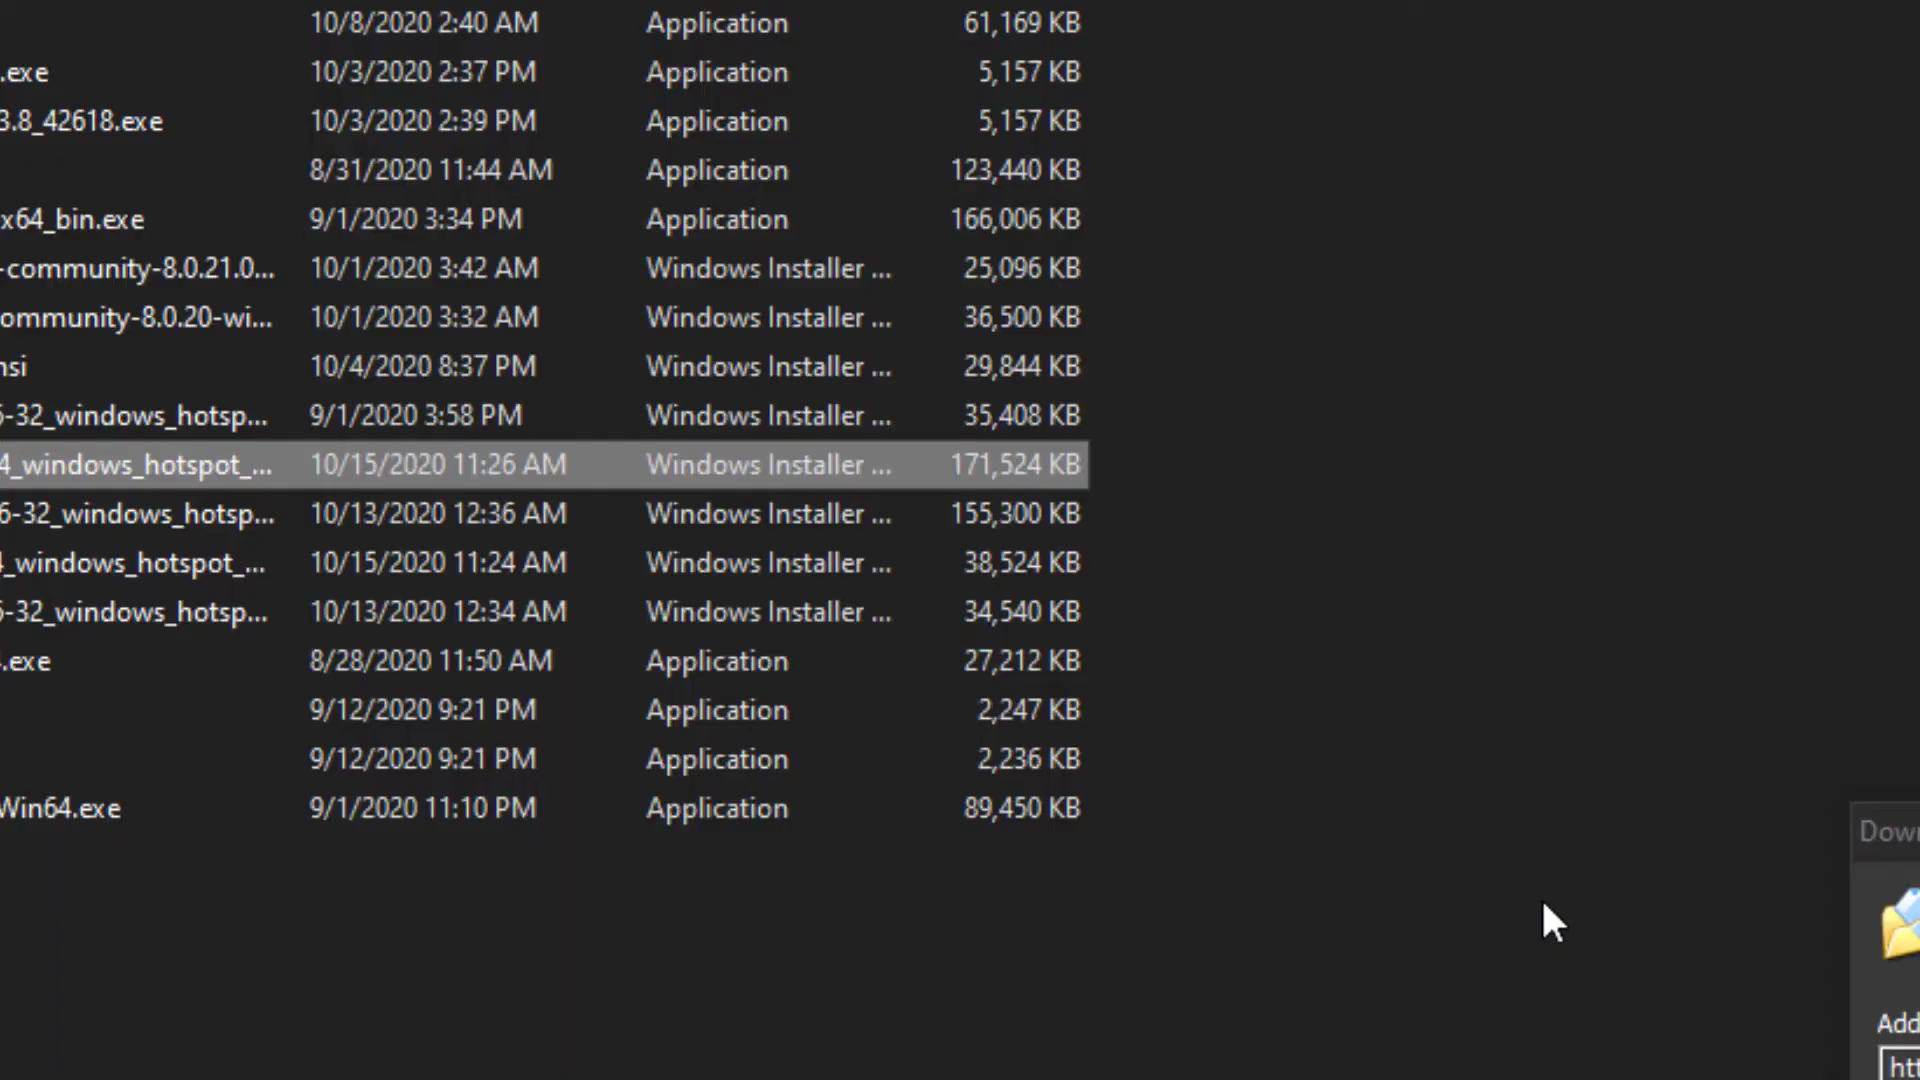 10/8/2020 2:40 AM Application 61,169 KB
.exe 10/3/2020 2:37 PM Application 5,157 KB
3.8_42618.exe 10/3/2020 2:39 PM Application 5,157 KB
8/31/2020 11:44 AM Application 123,440 KB
x64_bin.exe 9/1/2020 3:34 PM Application 166,006 KB
-community-8.0.21.0... 10/1/2020 3:42 AM Windows Installer ... 25,096 KB
ommunity-8.0.20-wi... 10/1/2020 3:32 AM Windows Installer ... 36,500 KB
nsi 10/4/2020 8:37 PM Windows Installer ... 29,844 KB
6-32_windows_hotsp... 9/1/2020 3:58 PM Windows Installer ... 35,408 KB
4_windows_hotspot_... 10/15/2020 11:26 AM Windows Installer ... 171,524 KB
6-32_windows_hotsp... 10/13/2020 12:36 AM Windows Installer ... 155,300 KB
4_windows_hotspot_... 10/15/2020 11:24 AM Windows Installer ... 38,524 KB
6-32_windows_hotsp... 10/13/2020 12:34 AM Windows Installer ... 34,540 KB
.exe 8/28/2020 11:50 AM Application 27,212 KB
9/12/2020 9:21 PM Application 2,247 KB
9/12/2020 9:21 PM Application 2,236 KB
Win64.exe 9/1/2020 11:10 PM Application 89,450 KB
Down
Add
htt